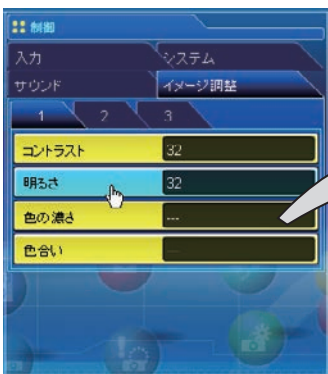 制御
入力 システム
サウンド イメージ調整
1 2 3
コントラスト 32
明るさ 32
色の濃さ ---
色合い ---